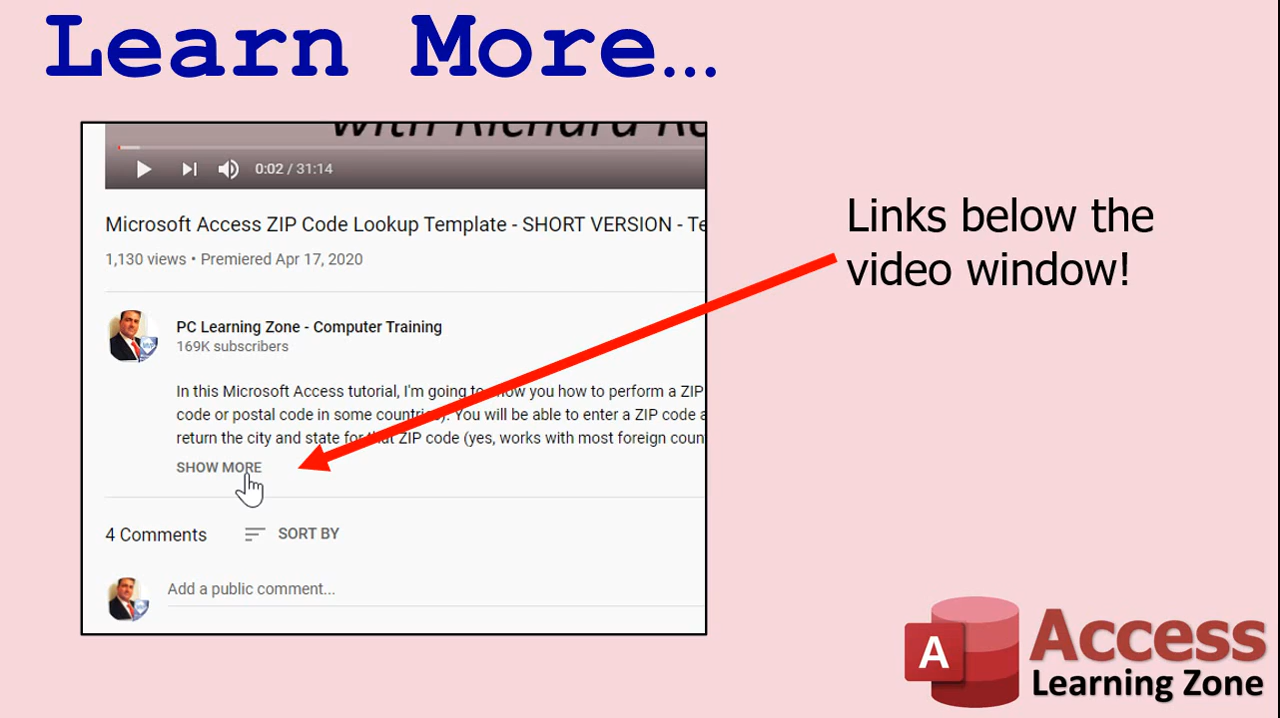 Learn More...
with Richard
0:02 / 31:14
Microsoft Access ZIP Code Lookup Template - SHORT VERSION - Te
1,130 views • Premiered Apr 17, 2020
Links below the
video window!
PC Learning Zone - Computer Training
169K subscribers
In this Microsoft Access tutorial, I'm going to show you how to perform a ZIP
code or postal code in some countries). You will be able to enter a ZIP code a
return the city and state for that ZIP code (yes, works with most foreign coun
SHOW MORE
4 Comments
SORT BY
Add a public comment...
A
Access
Learning Zone